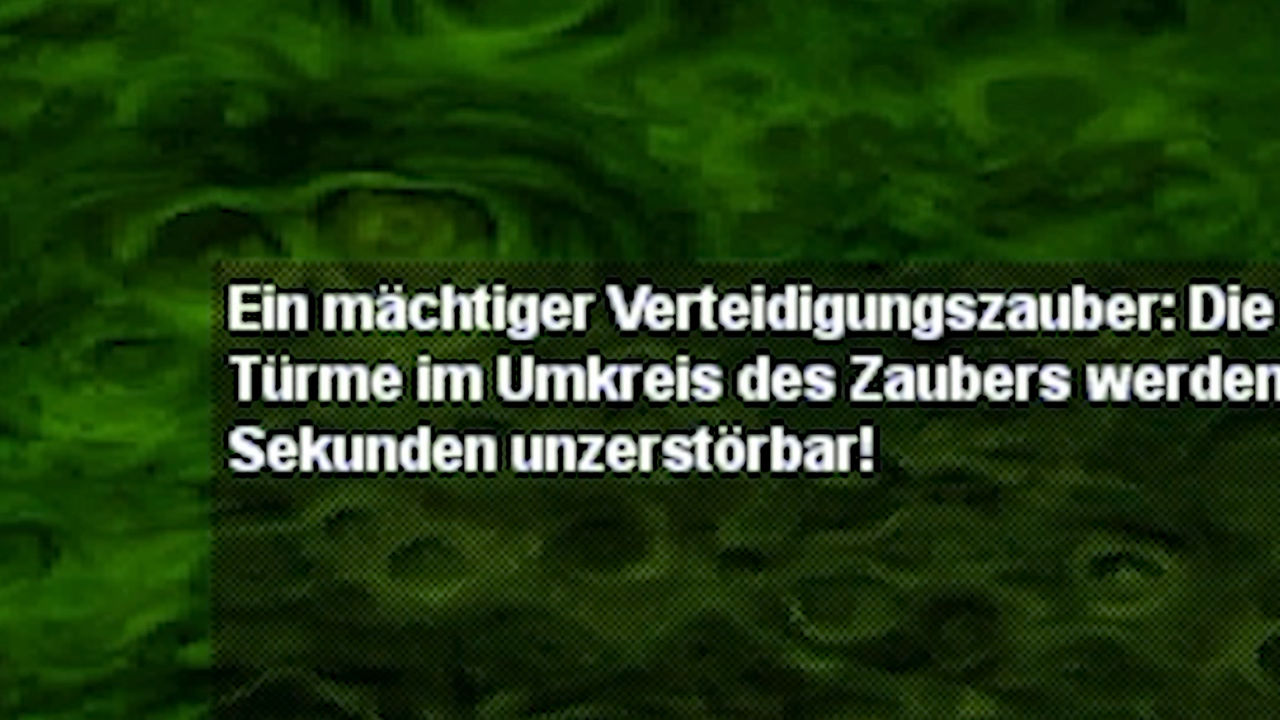 Ein mächtiger Verteidigungszauber: Die
Türme im Umkreis des Zaubers werden
Sekunden unzerstörbar!